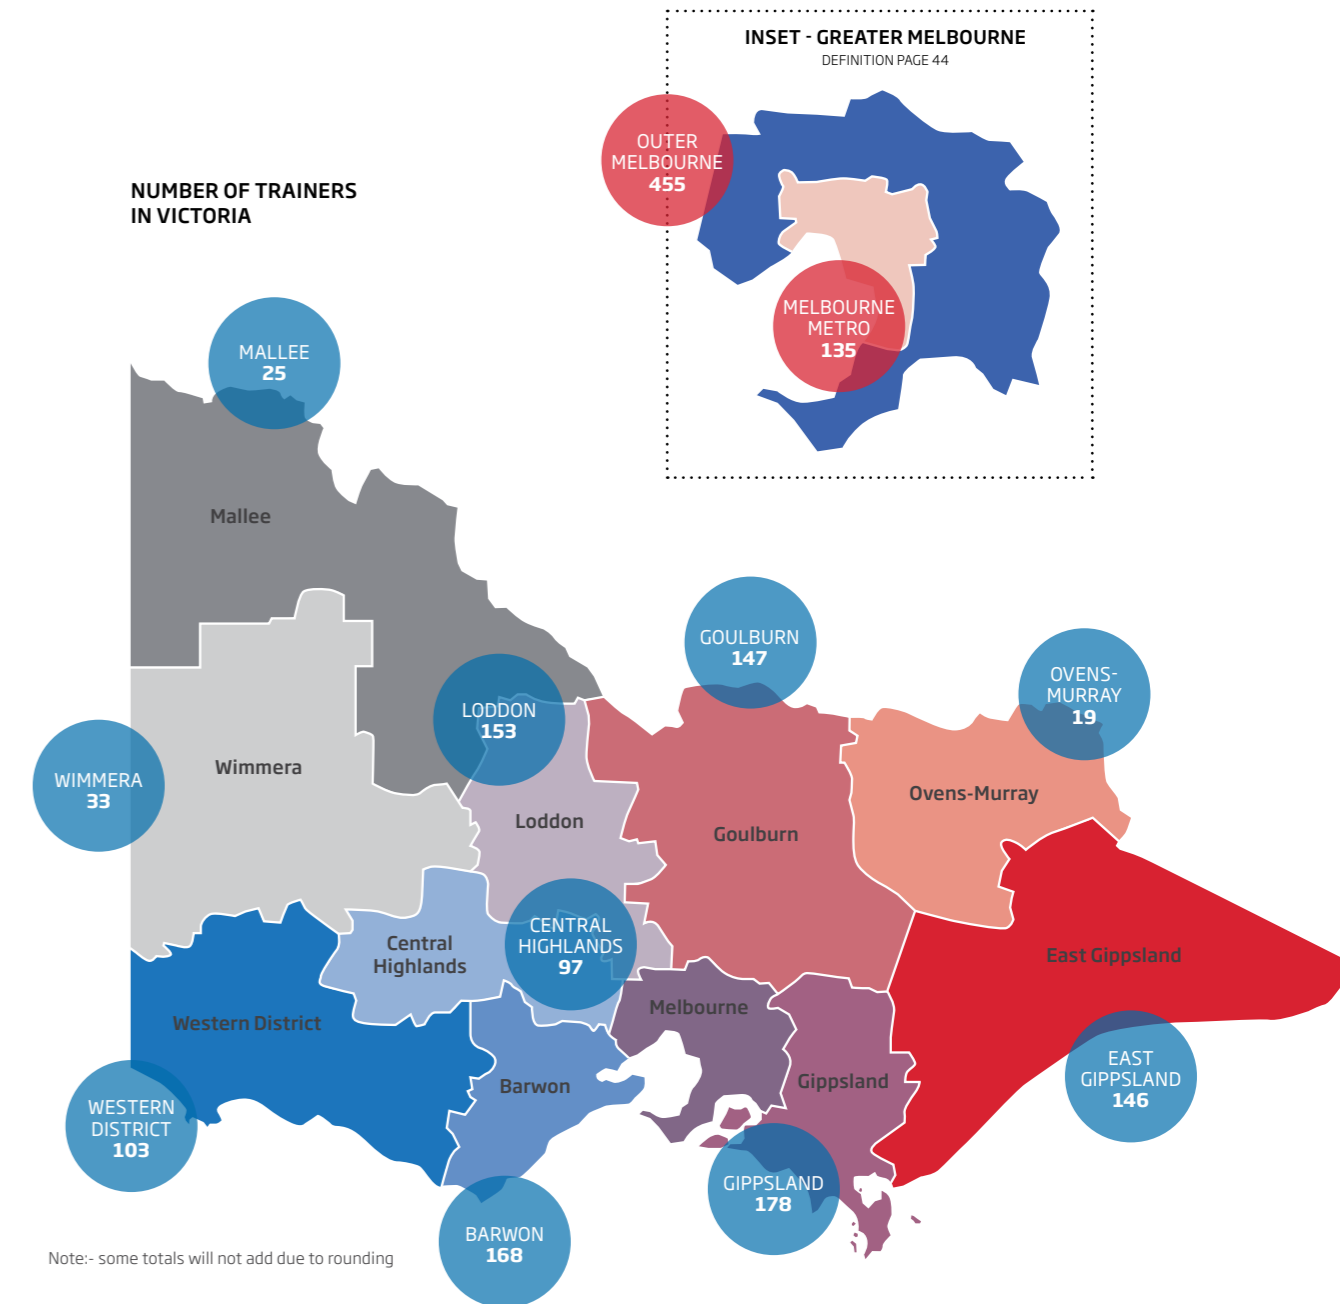 INSET - GREATER MELBOURNE
DEFINITION PAGE 44
OUTER
MELBOURNE
455
MELBOURNE
METRO
135
NUMBER OF TRAINERS
IN VICTORIA
MALLEE
25
Mallee
GOULBURN
147
OVENS-
MURRAY
19
LODDON
153
WIMMERA
33
Wimmera
Loddon
Goulburn
Ovens-Murray
CENTRAL
HIGHLANDS
97
Central
Highlands
East Gippsland
Western District
Melbourne
Barwon
Gippsland
EAST
GIPPSLAND
146
WESTERN
DISTRICT
103
GIPPSLAND
178
BARWON
168
Note:- some totals will not add due to rounding